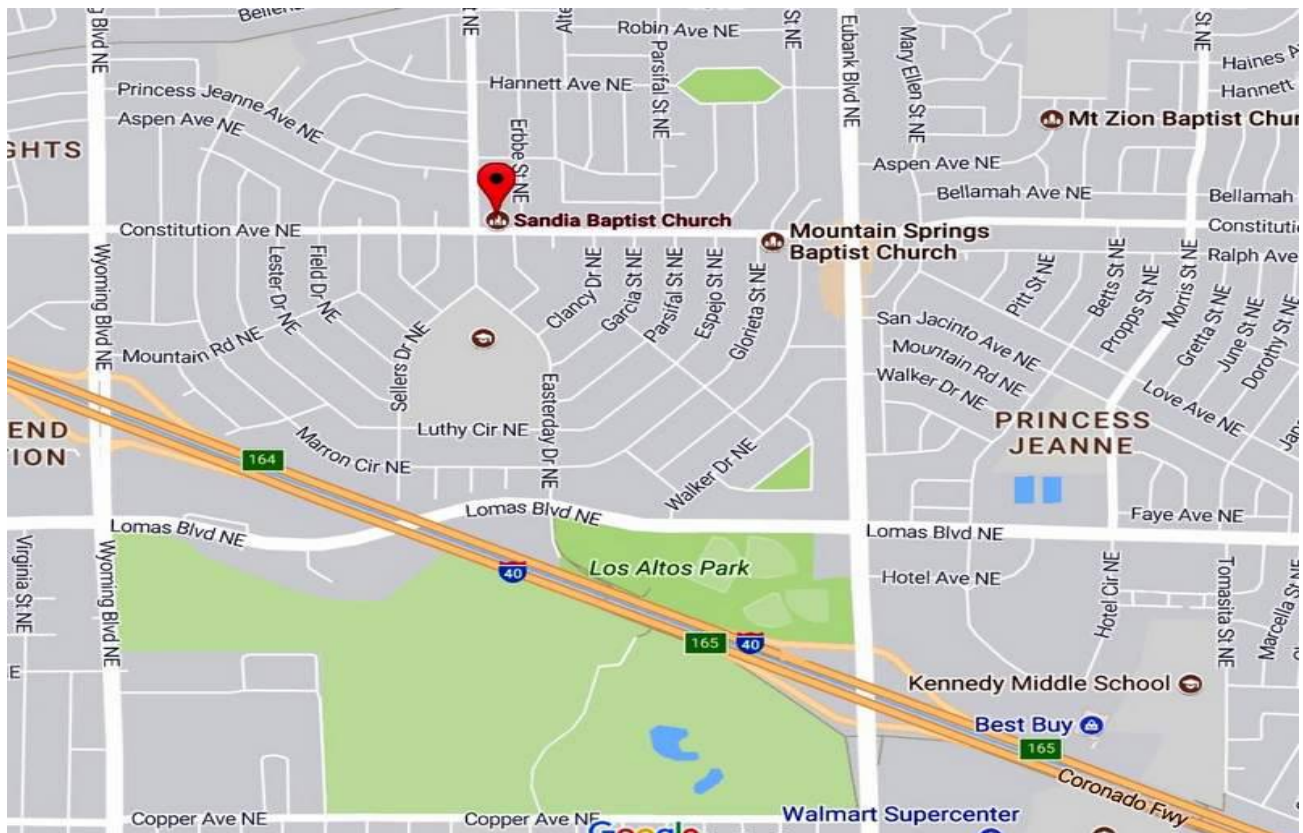 Robin Ave NE
Parsifal St NE
Eubank Blvd NE
Mary Ellen St NE
St NE
Haines
Hannett
Hannett Ave NE
Princess Jeanne Ave NE
Aspen Ave NE
GHTS
Erbbe St NE
Mt Zion Baptist Chur
Aspen Ave NE
Bellamah Ave NE
Bellamah
Sandia Baptist Church
Constitution Ave NE
Mountain Springs
Baptist Church
Constituti
Ralph Ave
Wyoming Blvd NE
Lester Dr NE
Field Dr NE
Clancy Dr NE
Garcia St NE
Parsifal St NE
Espejo St NE
Glorieta St NE
Pitt St NE
Betts St NE
Propps St NE
Morris St NE
Gretta St NE
June St NE
Dorothy St NE
San Jacinto Ave NE
Mountain Rd NE
Walker Dr NE
Love Ave NE
Mountain Rd NE
Sellers Dr NE
Easterday Dr NE
Luthy Cir NE
Marron Cir NE
Walker Dr NE
PRINCESS
JEANNE
END
TION
164
Lomas Blvd NE
Lomas Blvd NE
Lomas Blvd NE
Faye Ave NE
Virginia St NE
Wyoming Blvd NE
40
Los Altos Park
Hotel Ave NE
Hotel Cir NE
Tomasita St NE
Marcella St NE
165
40
Kennedy Middle School
Best Buy
165
Coronado Fwy
Copper Ave NE
Copper Ave NE
Walmart Supercenter
Google